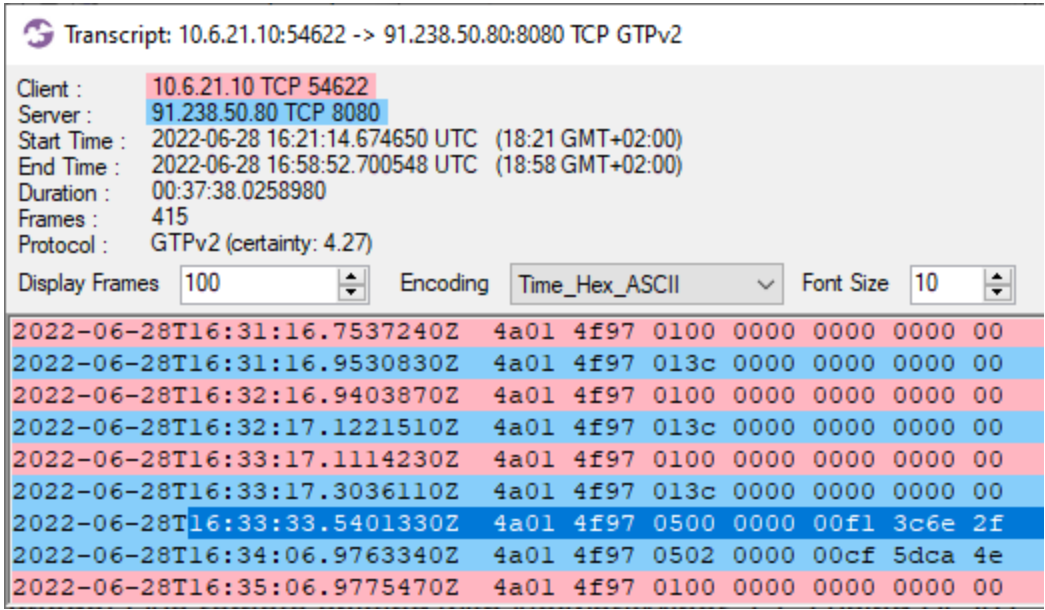 Transcript: 10.6.21.10:54622 -> 91.238.50.80:8080 TCP GTPv2
Client : 10.6.21.10 TCP 54622
Server : 91.238.50.80 TCP 8080
Start Time : 2022-06-28 16:21:14.674650 UTC (18:21 GMT+02:00)
End Time : 2022-06-28 16:58:52.700548 UTC (18:58 GMT+02:00)
Duration : 00:37:38.0258980
Frames : 415
Protocol : GTPv2 (certainty: 4.27)
Display Frames 100 Encoding Time_Hex_ASCII Font Size 10
2022-06-28T16:31:16.7537240Z 4a01 4f97 0100 0000 0000 0000 00
2022-06-28T16:31:16.9530830Z 4a01 4f97 013c 0000 0000 0000 00
2022-06-28T16:32:16.9403870Z 4a01 4f97 0100 0000 0000 0000 00
2022-06-28T16:32:17.1221510Z 4a01 4f97 013c 0000 0000 0000 00
2022-06-28T16:33:17.1114230Z 4a01 4f97 0100 0000 0000 0000 00
2022-06-28T16:33:17.3036110Z 4a01 4f97 013c 0000 0000 0000 00
2022-06-28T16:33:33.5401330Z 4a01 4f97 0500 0000 00f1 3c6e 2f
2022-06-28T16:34:06.9763340Z 4a01 4f97 0502 0000 00cf 5dca 4e
2022-06-28T16:35:06.9775470Z 4a01 4f97 0100 0000 0000 0000 00